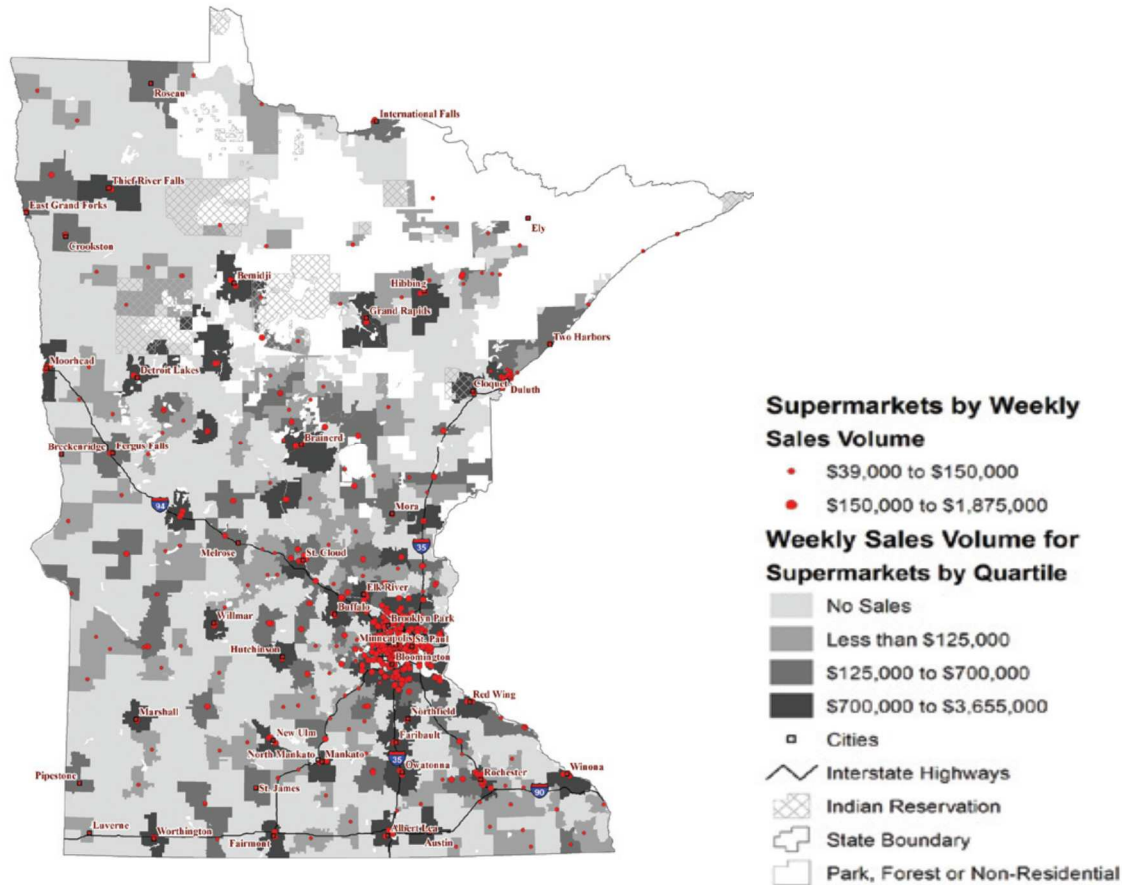 Roseau
International Falls
Thief River Falls
East Grand Forks
Ely
Crookston
Bemidji
Hibbing
Grand Rapids
Two Harbors
Moorhead
Detroit Lakes
Cloquet
Duluth
Supermarkets by Weekly
Sales Volume
$39,000 to $150,000
$150,000 to $1,875,000
Weekly Sales Volume for
Supermarkets by Quartile
No Sales
Less than $125,000
$125,000 to $700,000
$700,000 to $3,655,000
Cities
Interstate Highways
Indian Reservation
State Boundary
Park, Forest or Non-Residential
Brainerd
Breckenridge
Fergus Falls
94
Mora
35
Melrose
St. Cloud
Elk River
Buffalo
Brooklyn Park
Willmar
Minneapolis
St. Paul
Hutchinson
Bloomington
Red Wing
Marshall
Northfield
New Ulm
Faribault
North Mankato
Mankato
35
Owatonna
Rochester
Winona
Pipestone
St. James
90
Luverne
Worthington
Fairmont
Albert Lea
Austin